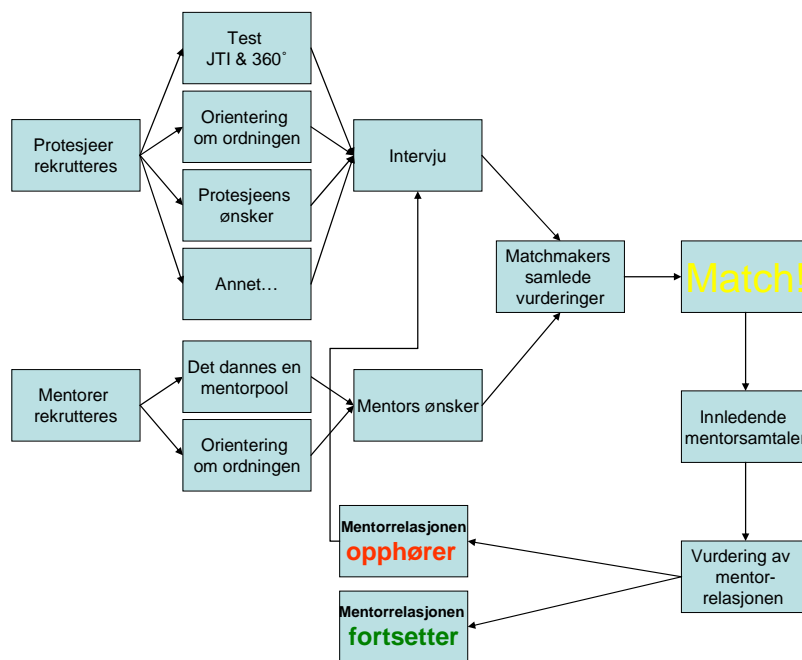 Test
JTI & 360˚
Orientering
om ordningen
Protesjeer
rekrutteres
Intervju
Protesjeens
ønsker
Annet…
Matchmakers
samlede
vurderinger
Match!
Det dannes en
mentorpool
Mentorer
rekrutteres
Mentors ønsker
Orientering
om ordningen
Innledende
mentorsamtaler
Mentorrelasjonen
opphører
Vurdering av
mentor-
relasjonen
Mentorrelasjonen
fortsetter